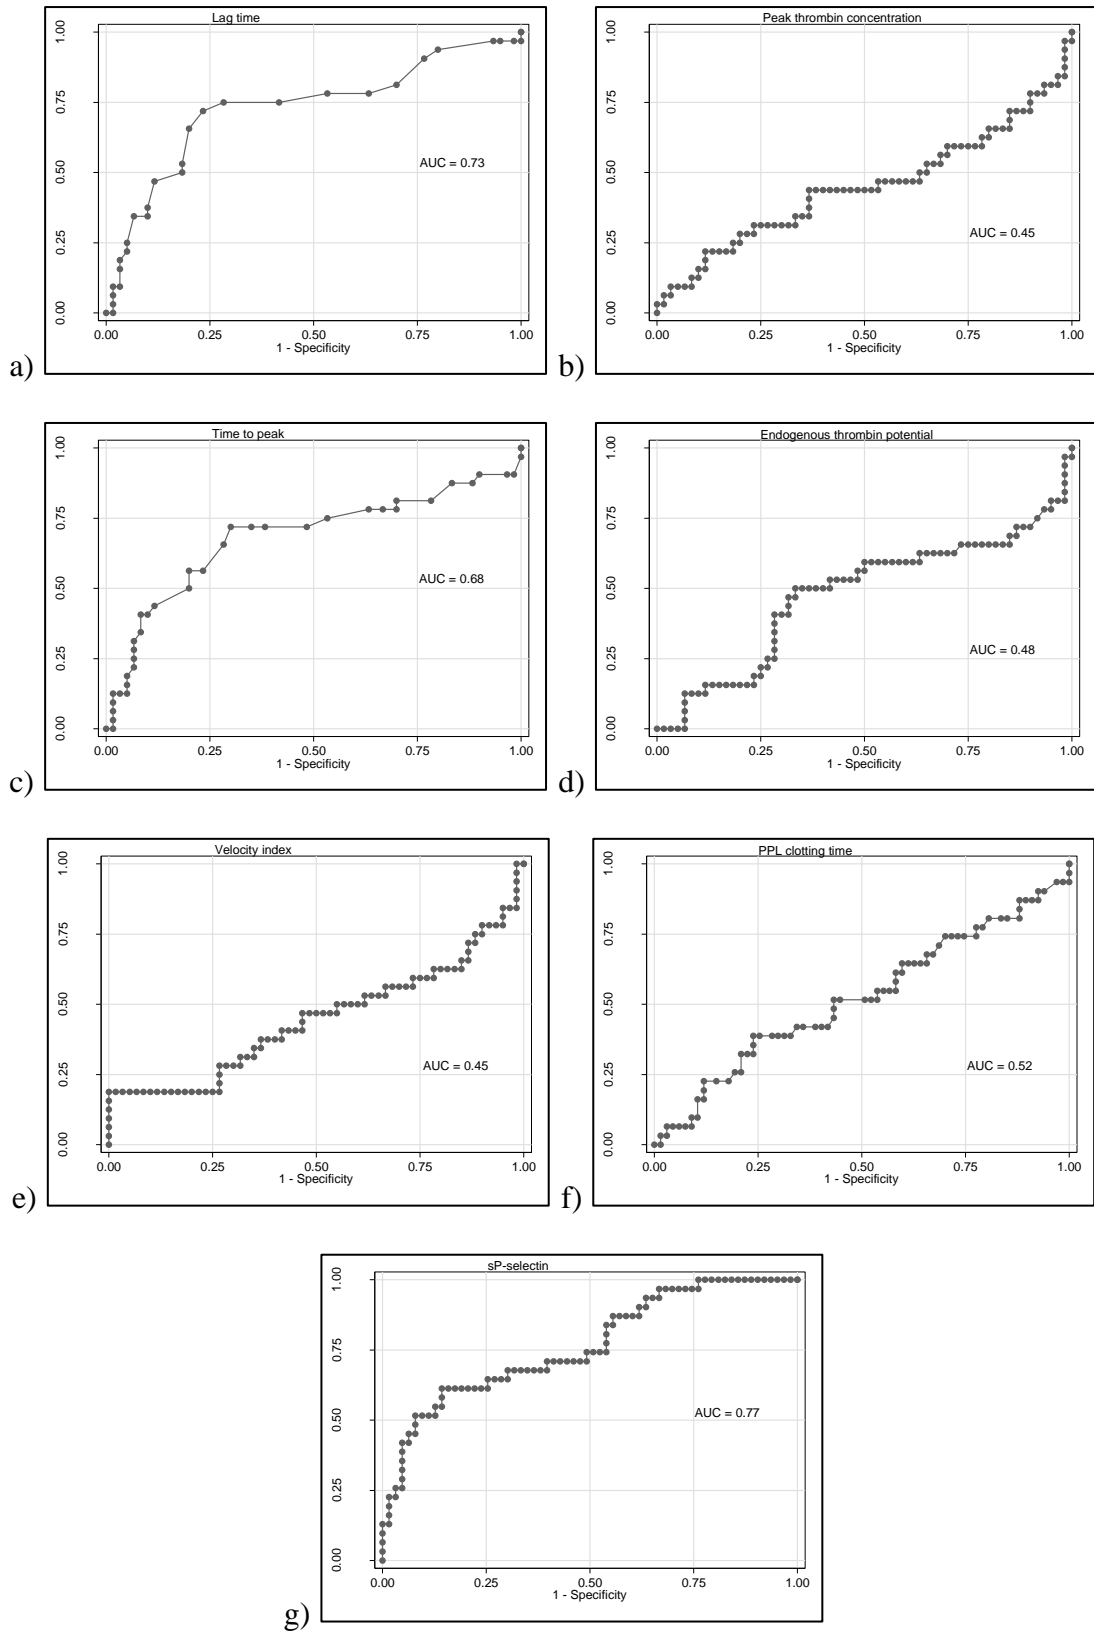 Lag time
1.00
0.75
0.50
0.25
0.00
AUC = 0.73
0.00 0.25 0.50 0.75 1.00
1 - Specificity
a)
Peak thrombin concentration
1.00
0.75
0.50
0.25
0.00
AUC = 0.45
0.00 0.25 0.50 0.75 1.00
1 - Specificity
b)
Time to peak
1.00
0.75
0.50
0.25
0.00
AUC = 0.68
0.00 0.25 0.50 0.75 1.00
1 - Specificity
c)
Endogenous thrombin potential
1.00
0.75
0.50
0.25
0.00
AUC = 0.48
0.00 0.25 0.50 0.75 1.00
1 - Specificity
d)
Velocity index
1.00
0.75
0.50
0.25
0.00
AUC = 0.45
0.00 0.25 0.50 0.75 1.00
1 - Specificity
e)
PPL clotting time
1.00
0.75
0.50
0.25
0.00
AUC = 0.52
0.00 0.25 0.50 0.75 1.00
1 - Specificity
f)
sP-selectin
1.00
0.75
0.50
0.25
0.00
AUC = 0.77
0.00 0.25 0.50 0.75 1.00
1 - Specificity
g)